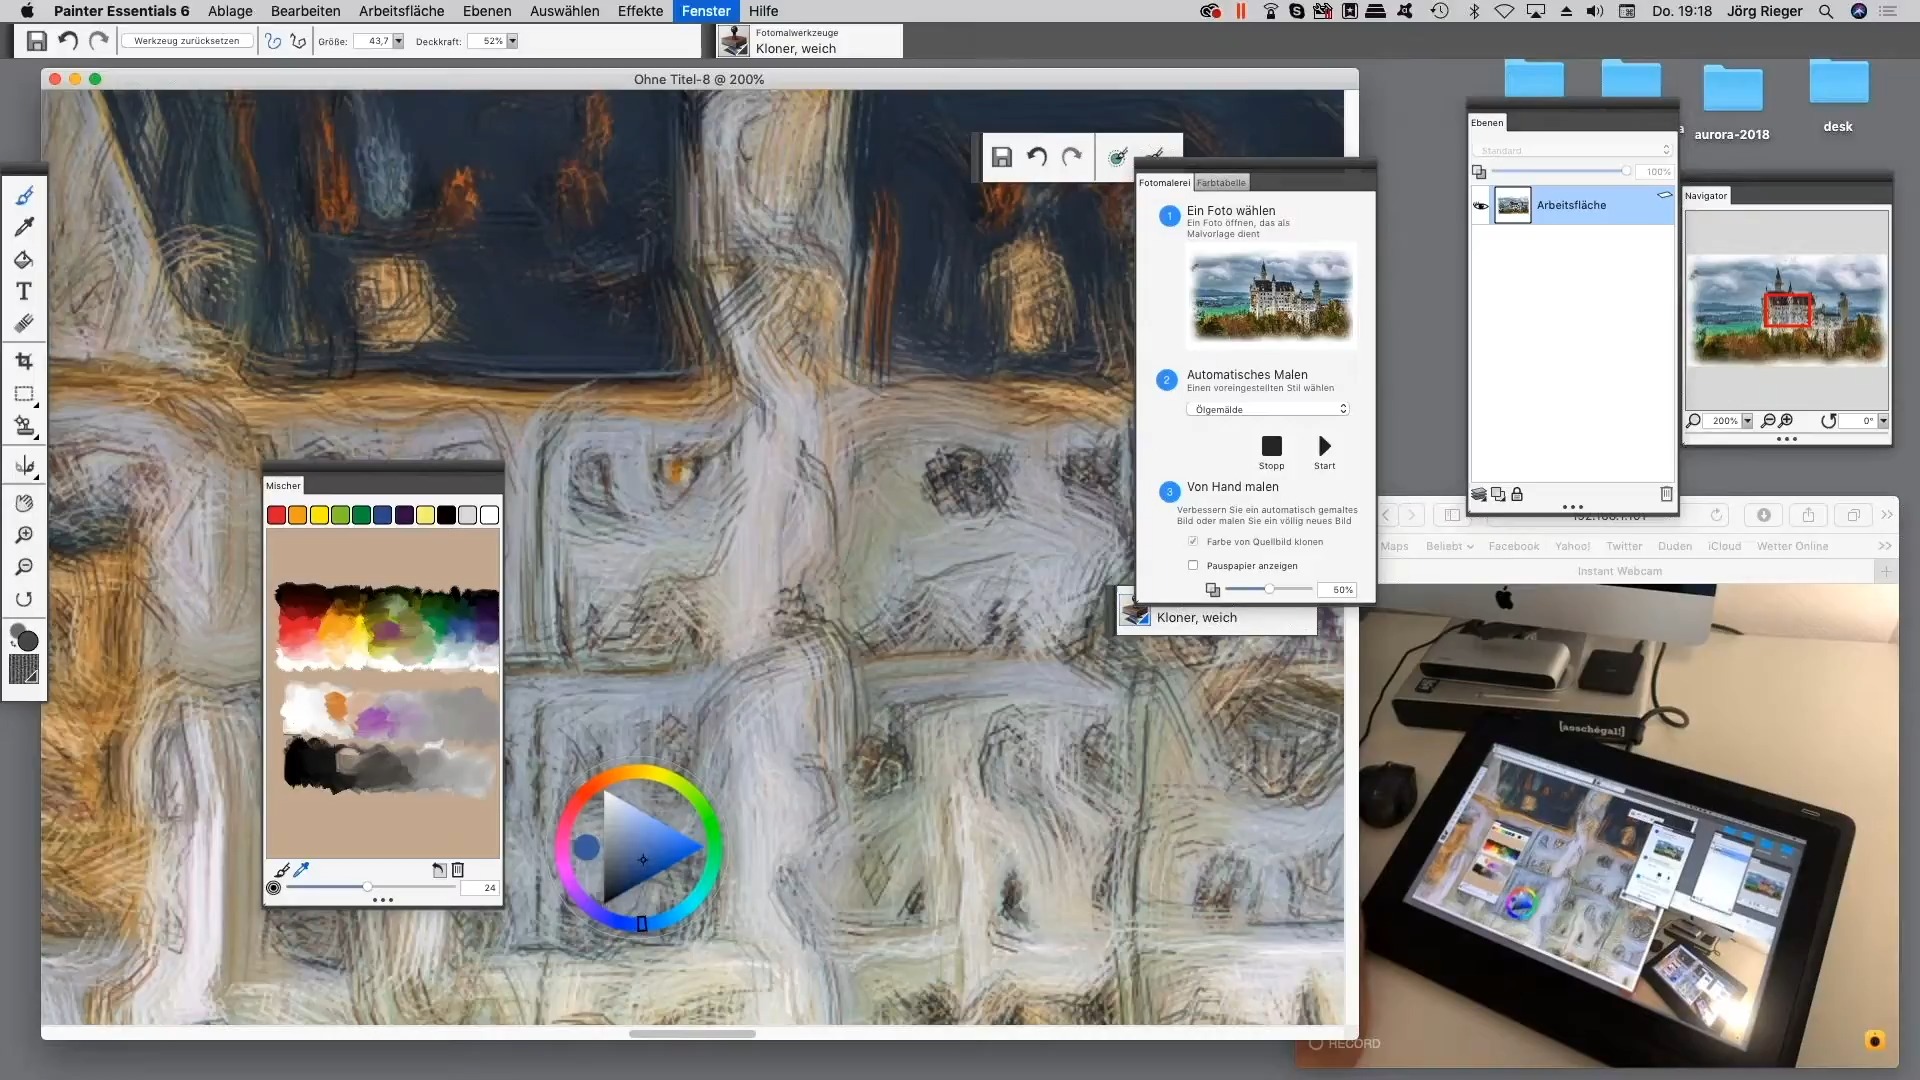 Painter Essentials 6 Ablage Bearbeiten Arbeitsfläche Ebenen Auswählen Effekte Fenster Hilfe Do. 19:18 Jörg Rieger
Werkzeug zurücksetzen Größe: 43,7 Deckkraft: 52%
Fotomalwerkzeuge
Kloner, weich
Ohne Titel-8 @ 200%
aurora-2018
desk
Ebenen
Standard
100%
Arbeitsfläche
Navigator
200% 0°
Fotomalerei Farbtabelle
1 Ein Foto wählen
Ein Foto öffnen, das als
Malvorlage dient
2 Automatisches Malen
Einen voreingestellten Stil wählen
Ölgemälde
Stopp Start
3 Von Hand malen
Verbessern Sie ein automatisch gemaltes
Bild oder malen Sie ein völlig neues Bild
Farbe von Quellbild klonen
Pauspapier anzeigen
50%
Kloner, weich
Mischer
24
T
Maps Beliebt Facebook Yahoo! Twitter Duden iCloud Wetter Online
Instant Webcam
[asschégal!]
RECORD